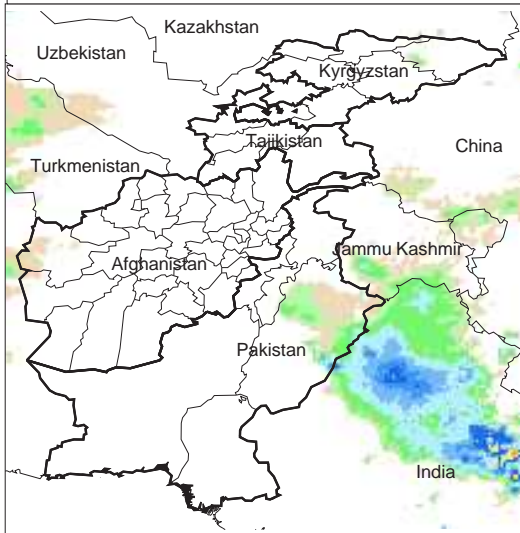 Kazakhstan
Uzbekistan
Kyrgyzstan
Tajikistan
China
Turkmenistan
Jammu Kashmir
Afghanistan
Pakistan
India